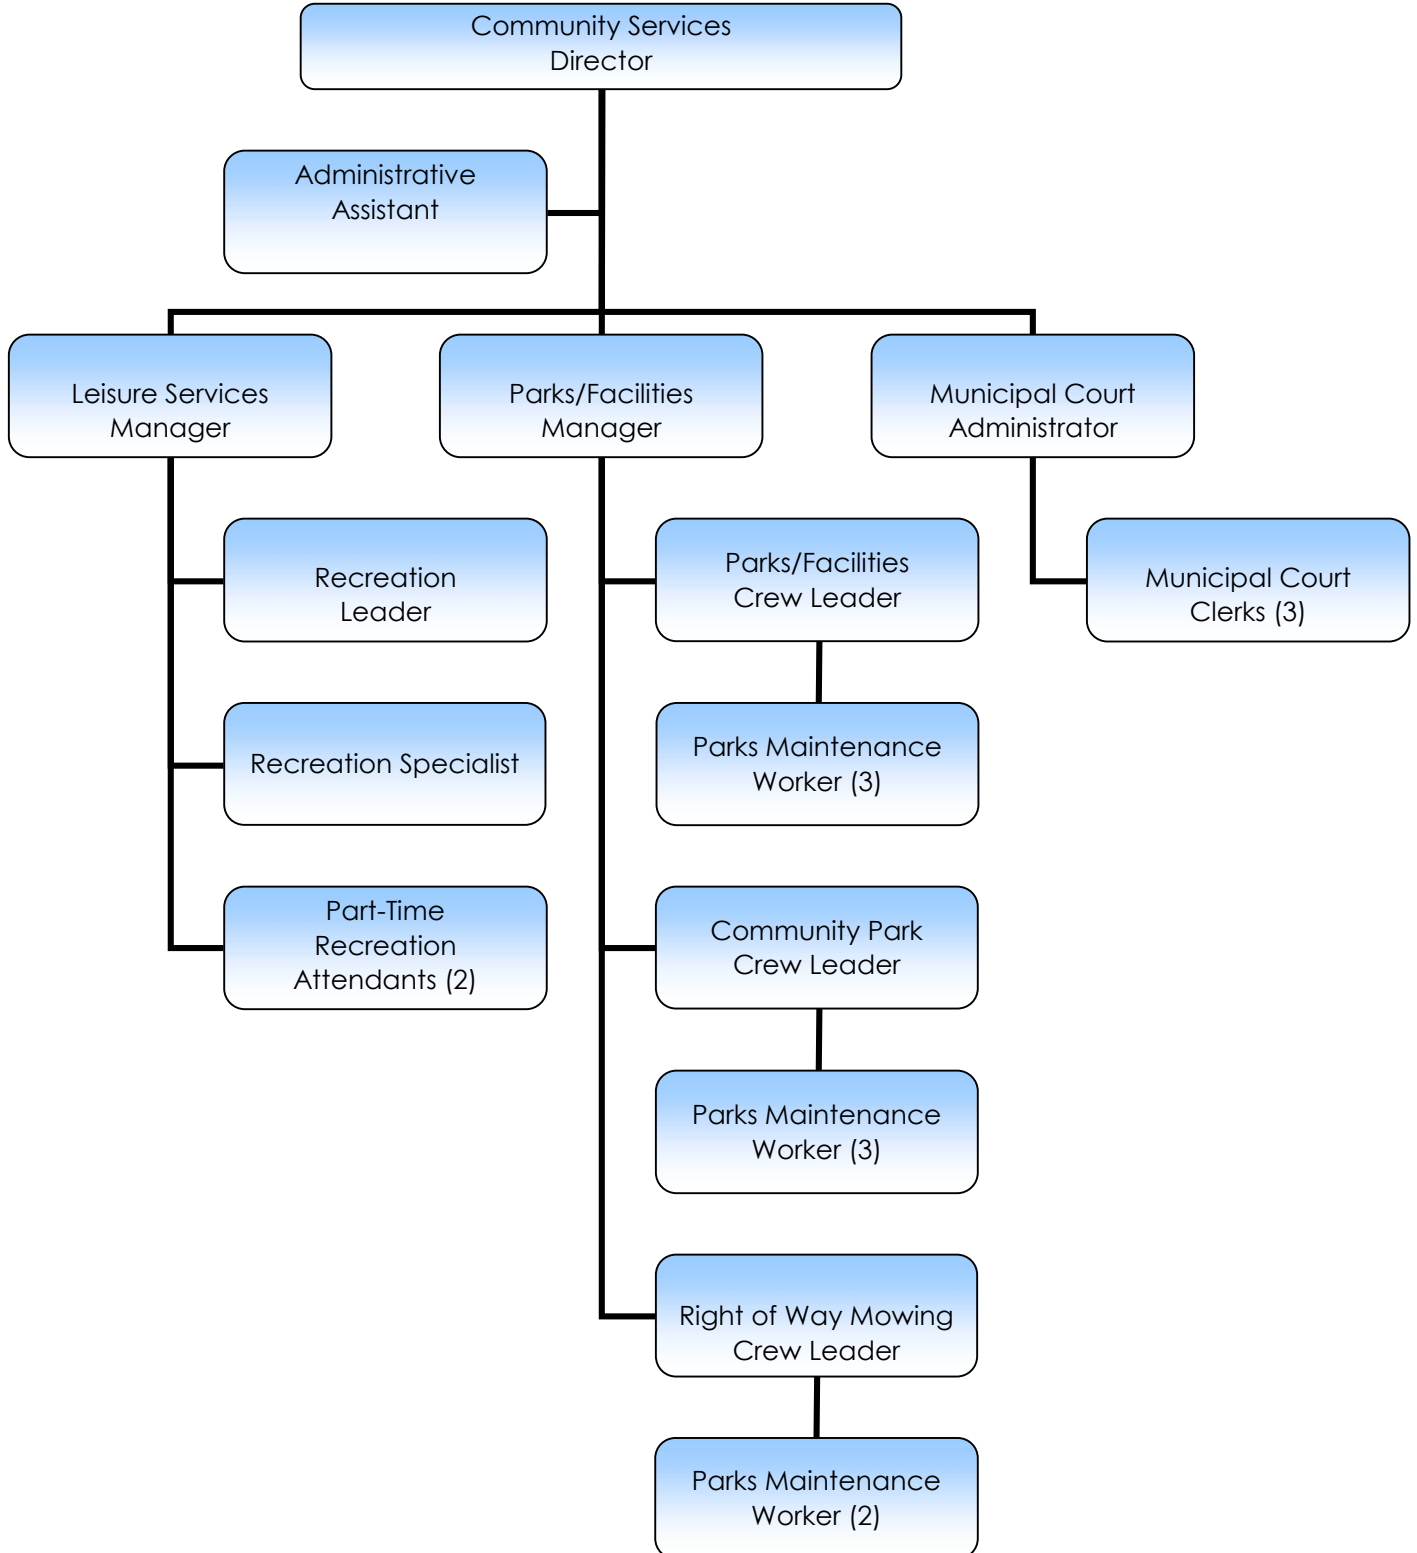 Community Services
Director
Administrative
Assistant
Leisure Services
Manager
Parks/Facilities
Manager
Municipal Court
Administrator
Recreation
Leader
Parks/Facilities
Crew Leader
Municipal Court
Clerks (3)
Recreation Specialist
Parks Maintenance
Worker (3)
Part-Time
Recreation
Attendants (2)
Community Park
Crew Leader
Parks Maintenance
Worker (3)
Right of Way Mowing
Crew Leader
Parks Maintenance
Worker (2)